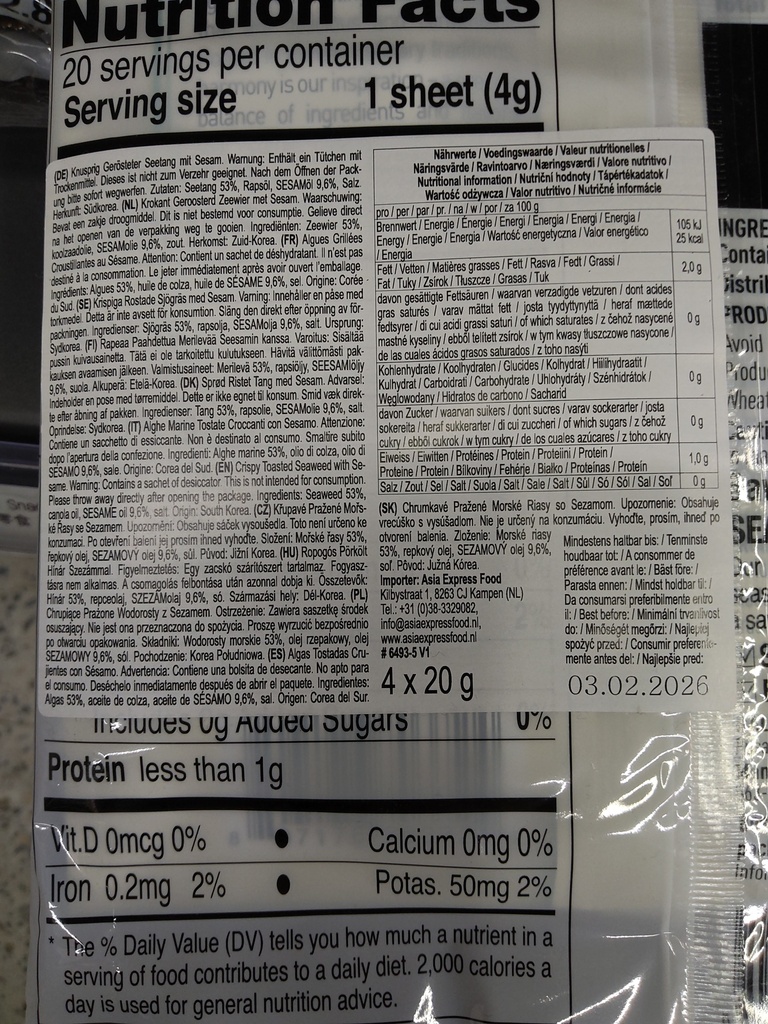 Nutrition Facts
20 servings per container
Serving size 1 sheet (4g)
(DE) Knusprig Gerösteter Seetang mit Sesam. Warnung: Enthält ein Tütchen mit
Trockenmittel. Dieses ist nicht zum Verzehr geeignet. Nach dem Öffnen der Pack-
ung bitte sofort wegwerfen. Zutaten: Seetang 53%, Rapsöl, SESAMöl 9,6%, Salz.
Herkunft: Südkorea. (NL) Krokant Geroosterd Zeewier met Sesam. Waarschuwing:
Bevat een zakje droogmiddel. Dit is niet bestemd voor consumptie. Gelieve direct
na het openen van de verpakking weg te gooien. Ingrediënten: Zeewier 53%,
koolzaadolie, SESAMolie 9,6%, zout. Herkomst: Zuid-Korea. (FR) Algues Grillées
Croustillantes au Sésame. Attention: Contient un sachet de déshydratant. Il n'est pas
destiné à la consommation. Le jeter immédiatement après avoir ouvert l'emballage.
Ingrédients: Algues 53%, huile de colza, huile de SÉSAME 9,6%, sel. Origine: Corée
du Sud. (SE) Krispiga Rostade Sjögräs med Sesam. Varning: Innehåller en påse med
torkmedel. Detta är inte avsett för konsumtion. Släng den direkt efter öppning av för-
packningen. Ingredienser: Sjögräs 53%, rapsolja, SESAMolja 9,6%, salt. Ursprung:
Sydkorea. (FI) Rapeaa Paahdettua Merilevää Seesamin kanssa. Varoitus: Sisältää
pussin kuivausainetta. Tätä ei ole tarkoitettu kulutukseen. Hävitä välittömästi pak-
kauksen avaamisen jälkeen. Valmistusaineet: Merilevä 53%, rapsiöljy, SEESAMIöljy
9,6%, suola. Alkuperä: Etelä-Korea. (DK) Sprød Ristet Tang med Sesam. Advarsel:
Indeholder en pose med tørremiddel. Dette er ikke egnet til konsum. Smid væk direk-
te efter åbning af pakken. Ingredienser: Tang 53%, rapsolie, SESAMolie 9,6%, salt.
Oprindelse: Sydkorea. (IT) Alghe Marine Tostate Croccanti con Sesamo. Attenzione:
Contiene un sacchetto di essiccante. Non è destinato al consumo. Smaltire subito
dopo l'apertura della confezione. Ingredienti: Alghe marine 53%, olio di colza, olio di
SESAMO 9,6%, sale. Origine: Corea del Sud. (EN) Crispy Toasted Seaweed with Se-
same. Warning: Contains a sachet of desiccator. This is not intended for consumption.
Please throw away directly after opening the package. Ingredients: Seaweed 53%,
canola oil, SESAME oil 9,6%, salt. Origin: South Korea. (CZ) Křupavé Pražené Moř-
ké Řasy se Sezamem. Upozornění: Obsahuje sáček vysoušedla. Toto není určeno ke
konzumaci. Po otevření balení jej prosím ihned vyhoďte. Složení: Mořské řasy 53%,
řepkový olej, SEZAMOVÝ olej 9,6%, sůl. Původ: Jižní Korea. (HU) Ropogós Pörkölt
Hínár Szezámmal. Figyelmeztetés: Egy zacskó szárítószert tartalmaz. Fogyasz-
tásra nem alkalmas. A csomagolás felbontása után azonnal dobja ki. Összetevők:
Hínár 53%, repceolaj, SZEZÁMolaj 9,6%, só. Származási hely: Dél-Korea. (PL)
Chrupiące Prażone Wodorosty z Sezamem. Ostrzeżenie: Zawiera saszetkę środek
osuszający. Nie jest ona przeznaczona do spożycia. Proszę wyrzucić bezpośrednio
po otwarciu opakowania. Składniki: Wodorosty morskie 53%, olej rzepakowy, olej
SEZAMOWY 9,6%, sól. Pochodzenie: Korea Południowa. (ES) Algas Tostadas Cru-
jientes con Sésamo. Advertencia: Contiene una bolsita de desecante. No apto para
el consumo. Deséchelo inmediatamente después de abrir el paquete. Ingredientes:
Algas 53%, aceite de colza, aceite de SÉSAMO 9,6%, sal. Origen: Corea del Sur.
Nährwerte / Voedingswaarde / Valeur nutritionelles /
Näringsvärde / Ravintoarvo / Næringsværdi / Valore nutritivo /
Nutritional information / Nutriční hodnoty / Tápértékadatok /
Wartość odżywcza / Valor nutritivo / Nutričné informácie
pro / per / par / pr. / na / w / por / za 100 g
Brennwert / Energie / Énergie / Energi / Energia / Energi / Energia /
Energy / Energie / Energia / Wartość energetyczna / Valor energético
/ Energia
105 kJ
25 kcal
Fett / Vetten / Matières grasses / Fett / Rasva / Fedt / Grassi /
Fat / Tuky / Zsírok / Tłuszcze / Grasas / Tuk
2,0 g
davon gesättigte Fettsäuren / waarvan verzadigde vetzuren / dont acides
gras saturés / varav mättat fett / josta tyydyttynyttä / heraf mættede
fedtsyrer / di cui acidi grassi saturi / of which saturates / z čehož nasycené
mastné kyseliny / ebből telített zsírok / w tym kwasy tłuszczowe nasycone /
de las cuales ácidos grasos saturados / z toho nasýti
0 g
Kohlenhydrate / Koolhydraten / Glucides / Kolhydrat / Hiilihydraatit /
Kulhydrat / Carboidrati / Carbohydrate / Uhlohydráty / Szénhidrátok /
Węglowodany / Hidratos de carbono / Sacharid
0 g
davon Zucker / waarvan suikers / dont sucres / varav sockerarter / josta
sokereita / heraf sukkerarter / di cui zuccheri / of which sugars / z čehož
cukry / ebből cukrok / w tym cukry / de los cuales azúcares / z toho cukry
0 g
Eiweiss / Eiwitten / Protéines / Protein / Proteiini / Protein /
Proteine / Protein / Bílkoviny / Fehérje / Białko / Proteínas / Proteín
1,0 g
Salz / Zout / Sel / Salt / Suola / Salt / Sale / Salt / Sůl / Só / Sól / Sal / Soľ
0 g
(SK) Chrumkavé Pražené Morské Riasy so Sezamom. Upozornenie: Obsahuje
vrecúško s vysúšadlom. Nie je určený na konzumáciu. Vyhoďte, prosím, ihneď po
otvorení balenia. Zloženie: Morské riasy
53%, repkový olej, SEZAMOVÝ olej 9,6%,
soľ. Pôvod: Južná Kórea.
Importer: Asia Express Food
Kilbystraat 1, 8263 CJ Kampen (NL)
Tel.: +31 (0)38-3329082,
info@asiaexpressfood.nl,
www.asiaexpressfood.nl
# 6493-5 V1
4 x 20 g
Mindestens haltbar bis: / Tenminste
houdbaar tot: / A consommer de
préférence avant le: / Bäst före: /
Parasta ennen: / Mindst holdbar til: /
Da consumarsi preferibilmente entro
il: / Best before: / Minimální trvanlivost
do: / Minőségét megőrzi: / Najlepiej
spożyć przed: / Consumir preferente-
mente antes del: / Najlepšie pred:
03.02.2026
Includes 0g Added Sugars 0%
Protein less than 1g
Vit.D 0mcg 0% ● Calcium 0mg 0%
Iron 0.2mg 2% ● Potas. 50mg 2%
* The % Daily Value (DV) tells you how much a nutrient in a
serving of food contributes to a daily diet. 2,000 calories a
day is used for general nutrition advice.